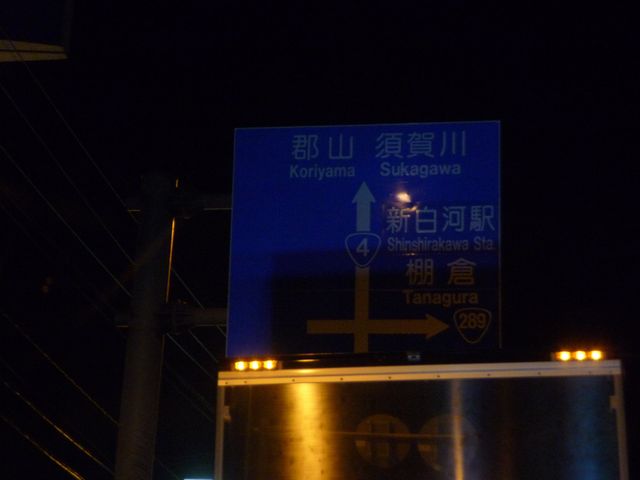 郡山 須賀川
Koriyama Sukagawa
新白河駅
Shinshirakawa Sta.
4
棚倉
Tanagura
289